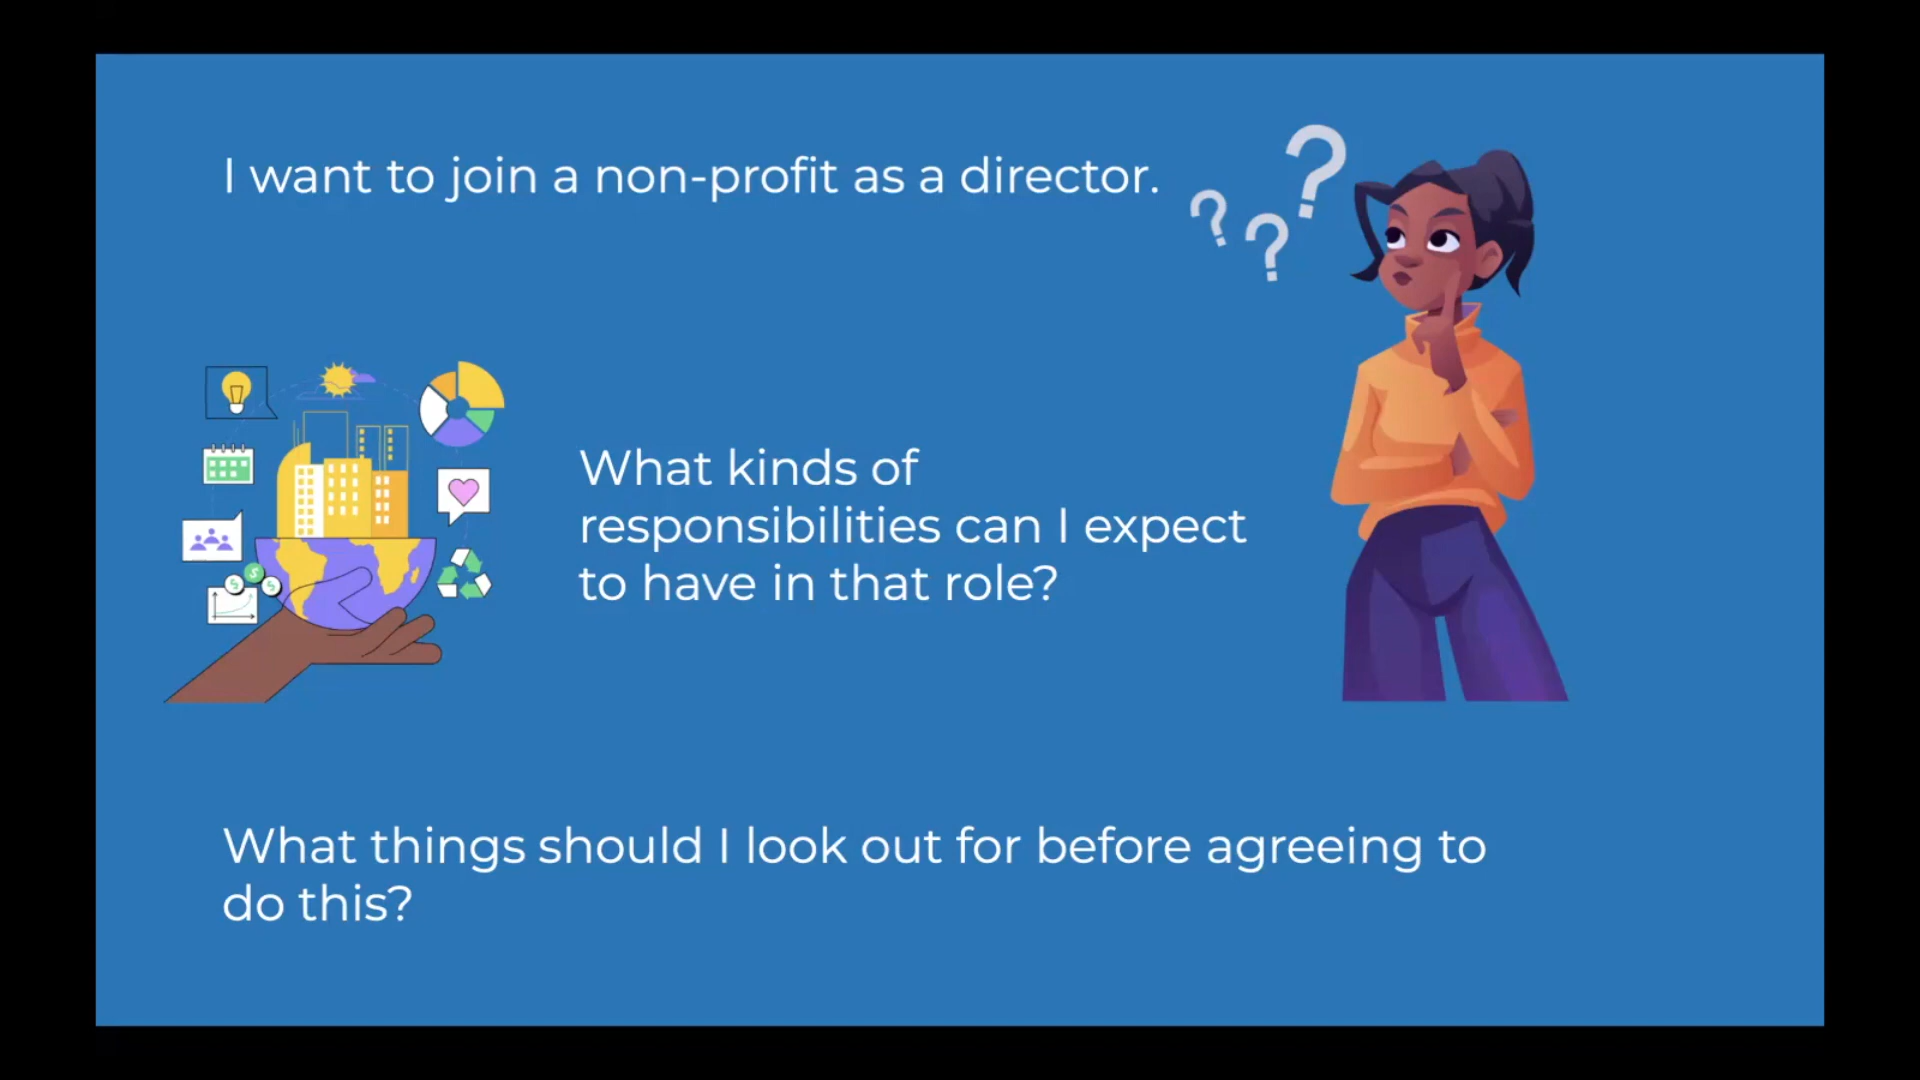 I want to join a non-profit as a director.
? ? ?
What kinds of
responsibilities can I expect
to have in that role?
What things should I look out for before agreeing to
do this?